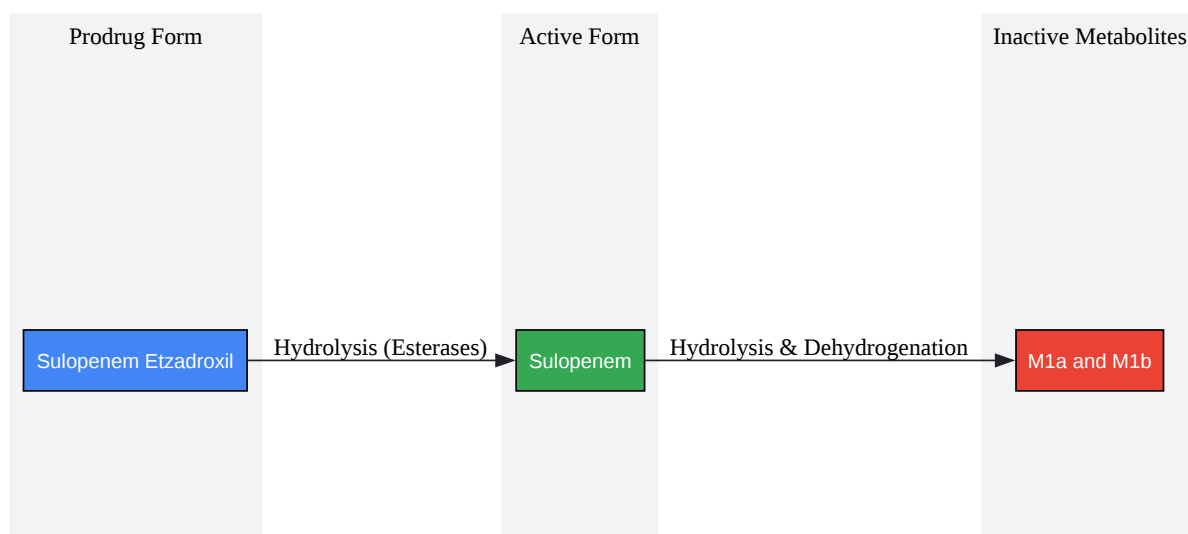 Prodrug Form
Active Form
Inactive Metabolites
Sulopenem Etzadroxil
Hydrolysis (Esterases)
Sulopenem
Hydrolysis & Dehydrogenation
M1a and M1b